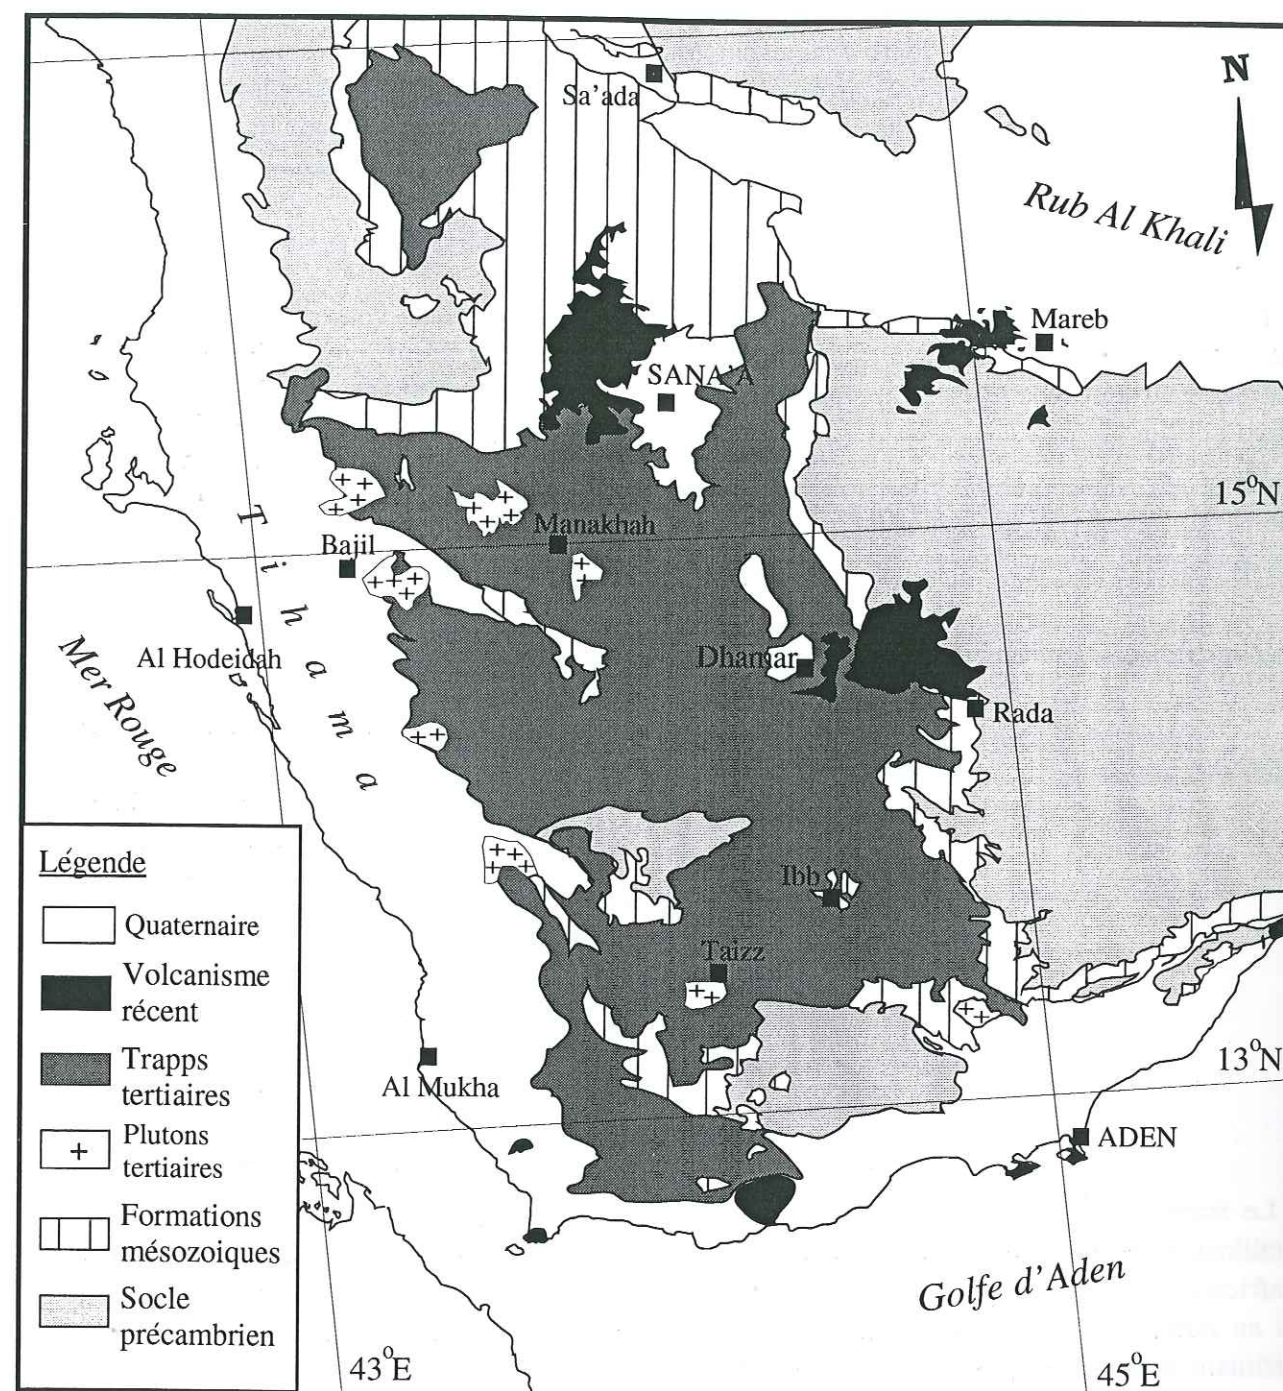 N
Sa'ada
Rub Al Khali
Mareb
SANA'A
15°N
Manakhah
Bajil
Tihama
Al Hodeidah
Mer Rouge
Dhamar
Rada
Ibb
Taizz
13°N
Al Mukha
ADEN
Golfe d'Aden
43°E
45°E
Légende
Quaternaire
Volcanisme
récent
Trapps
tertiaires
Plutons
tertiaires
Formations
mésozoiques
Socle
précambrien